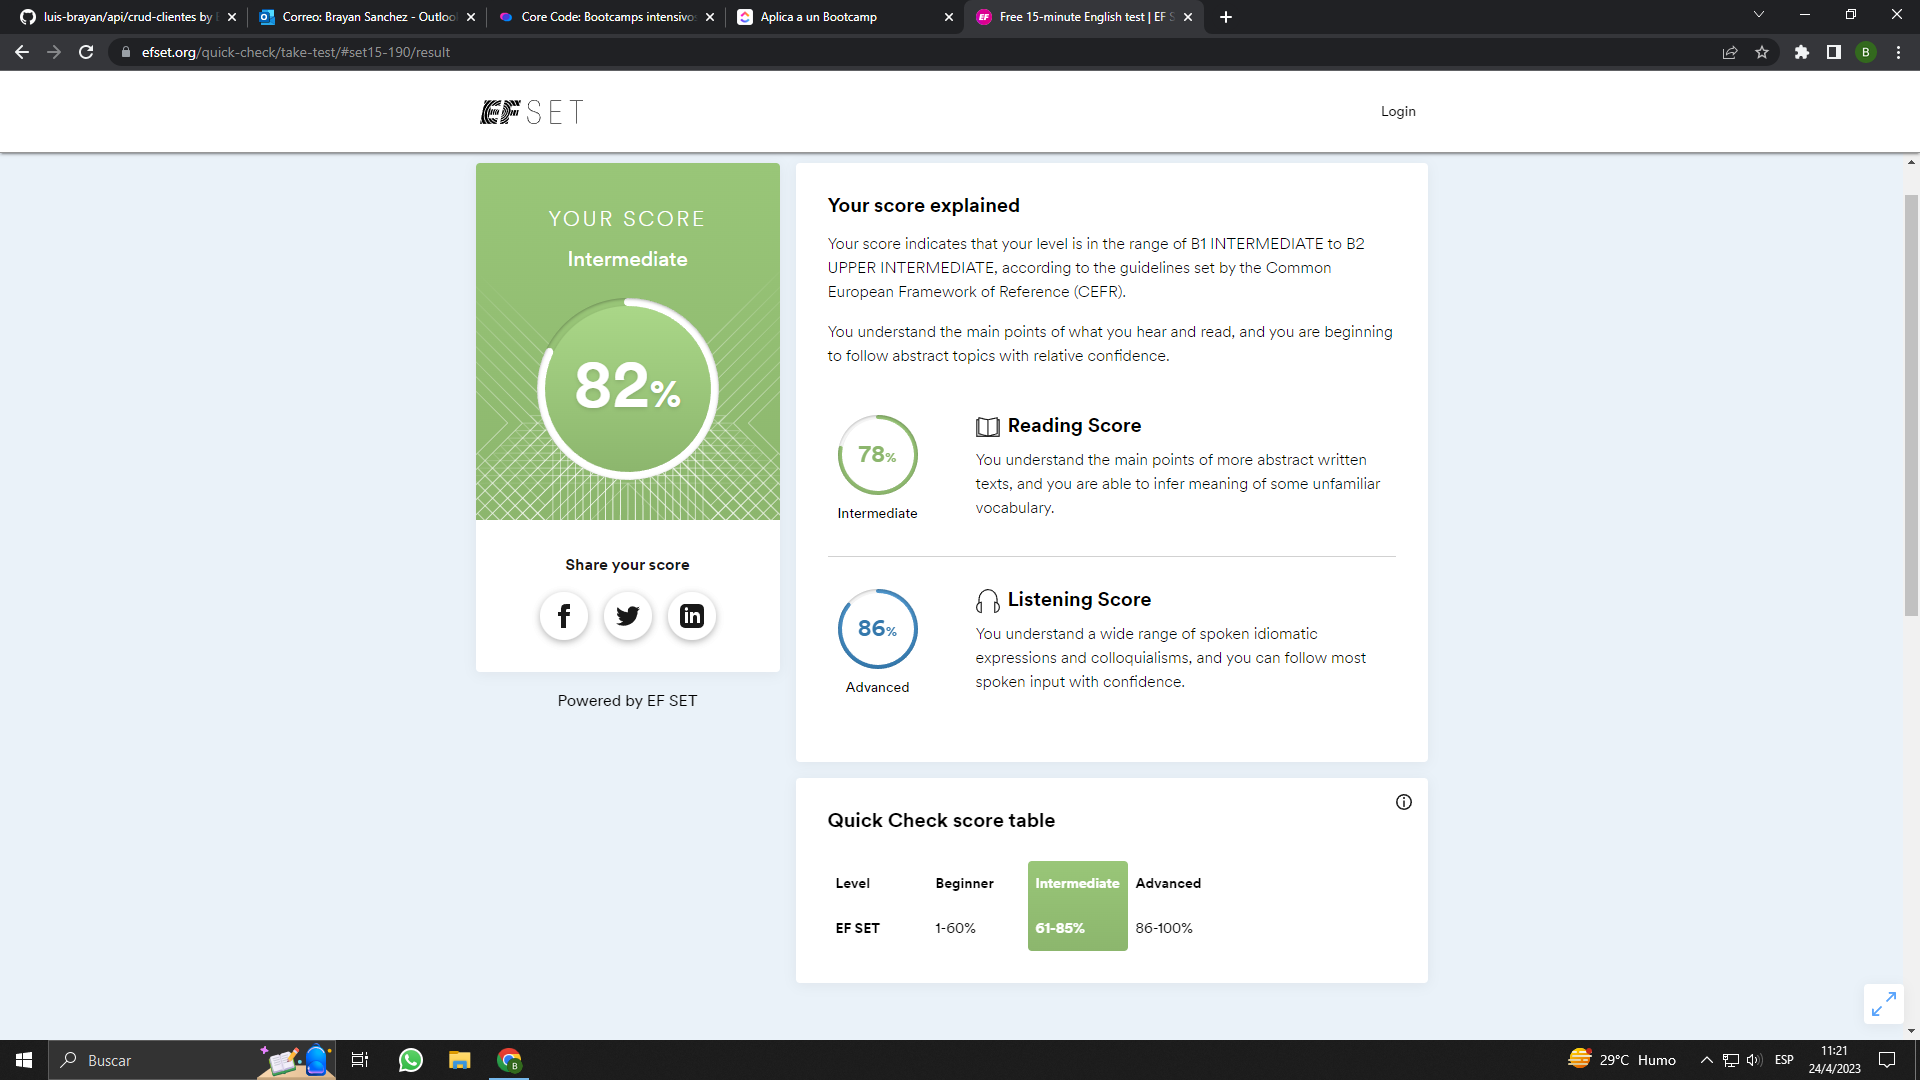 luis-brayan/api/crud-clientes by
Correo: Brayan Sanchez - Outloo
Core Code: Bootcamps intensivo
Aplica a un Bootcamp
EF
Free 15-minute English test | EF S
efset.org/quick-check/take-test/#set15-190/result
B
EF SET
Login
YOUR SCORE
Intermediate
82%
Share your score
Powered by EF SET
Your score explained
Your score indicates that your level is in the range of B1 INTERMEDIATE to B2
UPPER INTERMEDIATE, according to the guidelines set by the Common
European Framework of Reference (CEFR).
You understand the main points of what you hear and read, and you are beginning
to follow abstract topics with relative confidence.
78%
Intermediate
Reading Score
You understand the main points of more abstract written
texts, and you are able to infer meaning of some unfamiliar
vocabulary.
86%
Advanced
Listening Score
You understand a wide range of spoken idiomatic
expressions and colloquialisms, and you can follow most
spoken input with confidence.
Quick Check score table
Level Beginner Intermediate Advanced
EF SET 1-60% 61-85% 86-100%
Buscar
B
29°C Humo
ESP
11:21
24/4/2023